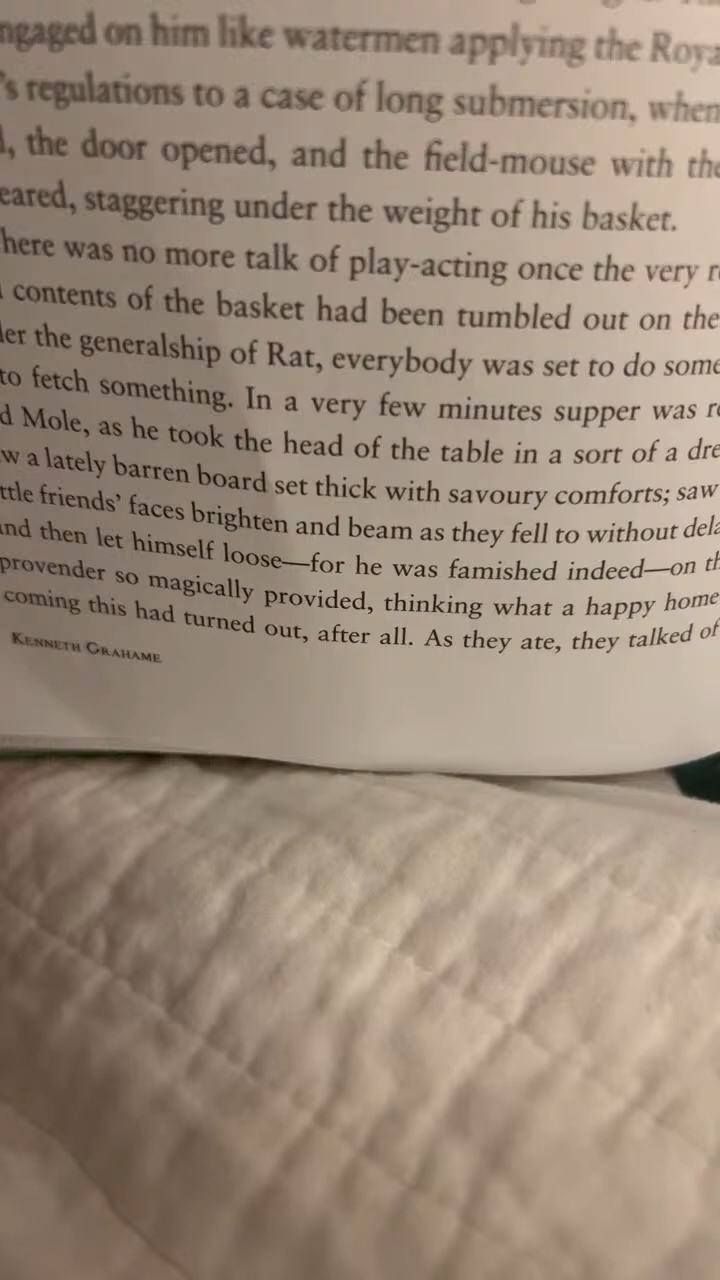 ngaged on him like watermen applying the Roya
's regulations to a case of long submersion, when
l, the door opened, and the field-mouse with the
eared, staggering under the weight of his basket.
here was no more talk of play-acting once the very r
l contents of the basket had been tumbled out on the
ler the generalship of Rat, everybody was set to do some
to fetch something. In a very few minutes supper was re
d Mole, as he took the head of the table in a sort of a dre
w a lately barren board set thick with savoury comforts; saw
ttle friends' faces brighten and beam as they fell to without dela
nd then let himself loose—for he was famished indeed—on th
provender so magically provided, thinking what a happy home
coming this had turned out, after all. As they ate, they talked of
KENNETH GRAHAME